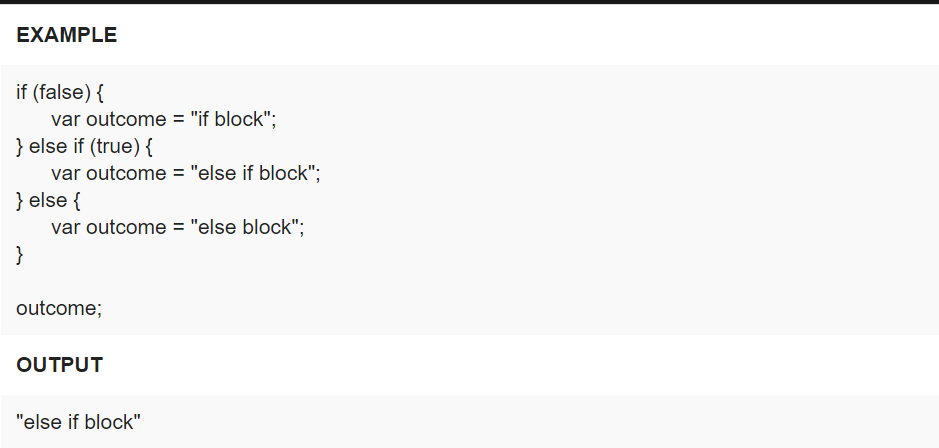 EXAMPLE
if (false) {
var outcome = "if block";
} else if (true) {
var outcome = "else if block";
} else {
var outcome = "else block";
}
outcome;
OUTPUT
"else if block"